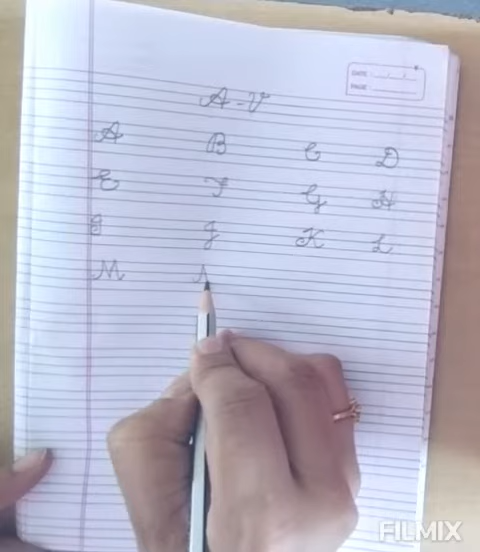 DATE:
PAGE:
A-V
A B C D
E F G H
I J K L
M
FILMIX